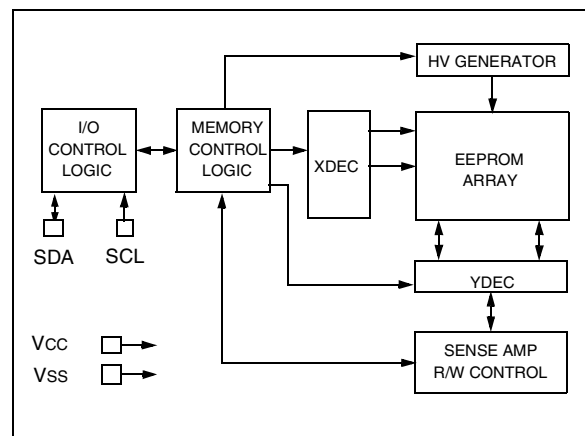 HV GENERATOR
I/O
CONTROL
LOGIC
MEMORY
CONTROL
LOGIC
XDEC
EEPROM
ARRAY
SDA
SCL
YDEC
VCC
VSS
SENSE AMP
R/W CONTROL